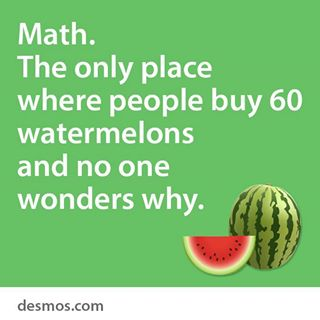 Math.
The only place
where people buy 60
watermelons
and no one
wonders why.
desmos.com